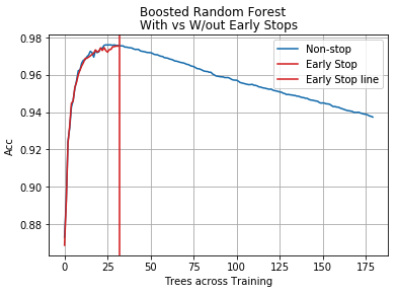 Boosted Random Forest
With vs W/out Early Stops
Non-stop
Early Stop
Early Stop line
Acc
0.98
0.96
0.94
0.92
0.90
0.88
0 25 50 75 100 125 150 175
Trees across Training